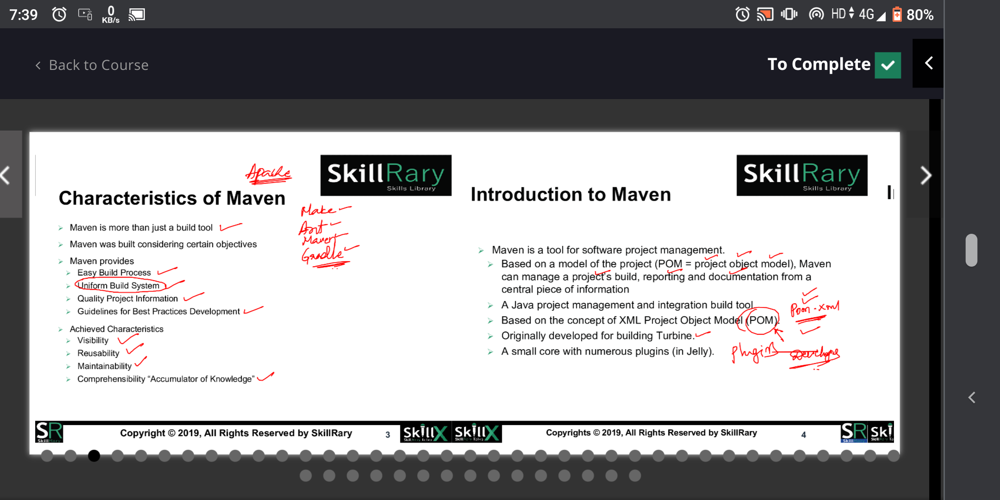 7:39 0 KB/s HD 4G 80%
Back to Course
To Complete
Apache
SkillRary
Skills Library
Characteristics of Maven
Make
Ant
Maven
Gradle
Maven is more than just a build tool
Maven was built considering certain objectives
Maven provides
Easy Build Process
Uniform Build System
Quality Project Information
Guidelines for Best Practices Development
Achieved Characteristics
Visibility
Reusability
Maintainability
Comprehensibility “Accumulator of Knowledge”
SR
SkillRary
Copyright © 2019, All Rights Reserved by SkillRary
3
SkillX
SkillRary
Skills Library
Introduction to Maven
Maven is a tool for software project management.
Based on a model of the project (POM = project object model), Maven
can manage a project's build, reporting and documentation from a
central piece of information
A Java project management and integration build tool
Based on the concept of XML Project Object Model (POM).
Pom.xml
Originally developed for building Turbine.
A small core with numerous plugins (in Jelly).
Plugins
SkillX
SkillRary Talks
Copyrights © 2019, All Rights Reserved by SkillRary
4
SR
SkillRary
Ski